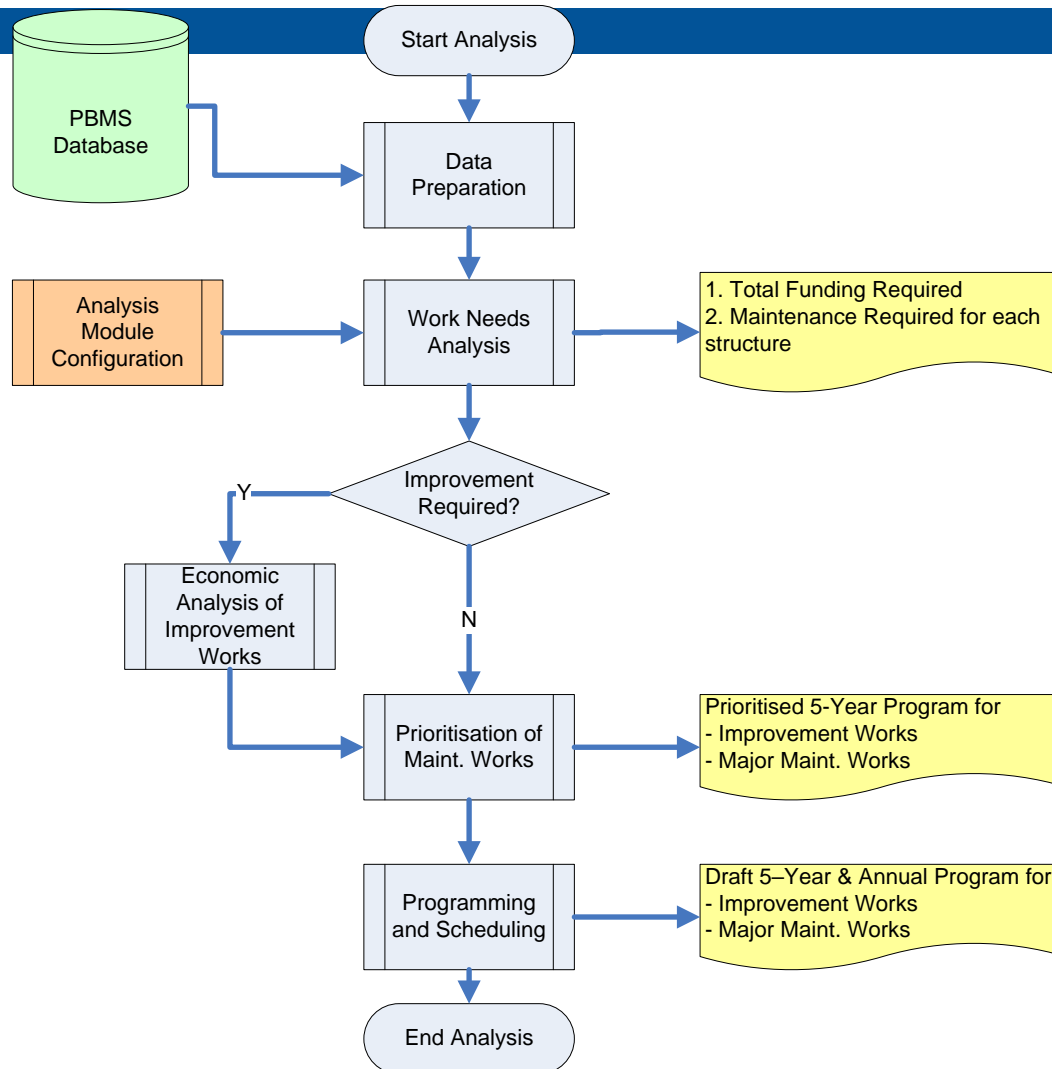 Start Analysis
PBMS
Database
Data
Preparation
Analysis
Module
Configuration
Work Needs
Analysis
1. Total Funding Required
2. Maintenance Required for each
structure
Improvement
Required?
Y
Economic
Analysis of
Improvement
Works
N
Prioritisation of
Maint. Works
Prioritised 5-Year Program for
- Improvement Works
- Major Maint. Works
Programming
and Scheduling
Draft 5–Year & Annual Program for
- Improvement Works
- Major Maint. Works
End Analysis